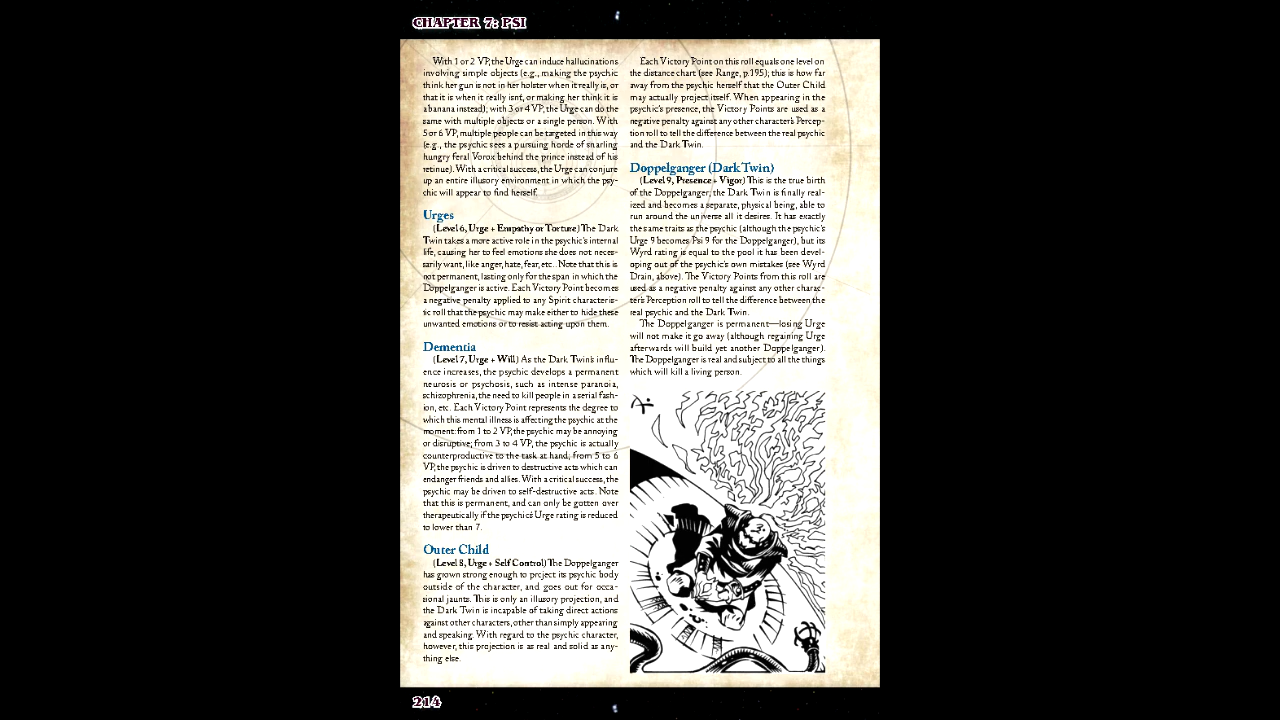 CHAPTER 7: PSI
With 1 or 2 VP, the Urge can induce hallucinations
involving simple objects (e.g., making the psychic
think her gun is not in her holster when it really is, or
that it is when it really isn't, or making her think it is
a banana instead); with 3 or 4 VP, the Urge can do the
same with multiple objects or a single person. With
5 or 6 VP, multiple people can be targeted in this way
(e.g., the psychic sees a pursuing horde of snarling
hungry feral Vorox behind the prince instead of his
retinue). With a critical success, the Urge can conjure
up an entire illusory environment in which the psy-
chic will appear to find herself.
Urges
(Level 6, Urge + Empathy or Torture) The Dark
Twin takes a more active role in the psychic's internal
life, causing her to feel emotions she does not neces-
sarily want, like anger, hate, fear, etc.. Note that this is
not permanent, lasting only for the span in which the
Doppelganger is active. Each Victory Point becomes
a negative penalty applied to any Spirit characteris-
tic roll that the psychic may make either to hide these
unwanted emotions or to resist acting upon them.
Dementia
(Level 7, Urge + Will) As the Dark Twin's influ-
ence increases, the psychic develops a permanent
neurosis or psychosis, such as intense paranoia,
schizophrenia, the need to kill people in a serial fash-
ion, etc. Each Victory Point represents the degree to
which this mental illness is affecting the psychic at the
moment: from 1 to 2 VP, the psychic may be annoying
or disruptive; from 3 to 4 VP, the psychic is actually
counterproductive to the task at hand; from 5 to 6
VP, the psychic is driven to destructive acts which can
endanger friends and allies. With a critical success, the
psychic may be driven to self-destructive acts. Note
that this is permanent, and can only be gotten over
therapeutically if the psychic's Urge rating is reduced
to lower than 7.
Outer Child
(Level 8, Urge + Self Control) The Doppelganger
has grown strong enough to project its psychic body
outside of the character, and goes out for occa-
sional jaunts. This is only an illusory projection, and
the Dark Twin is incapable of taking direct actions
against other characters, other than simply appearing
and speaking. With regard to the psychic character,
however, this projection is as real and solid as any-
thing else.
Each Victory Point on this roll equals one level on
the distance chart (see Range, p.195); this is how far
away from the psychic herself that the Outer Child
may actually project itself. When appearing in the
psychic's presence, the Victory Points are used as a
negative penalty against any other character's Percep-
tion roll to tell the difference between the real psychic
and the Dark Twin.
Doppelganger (Dark Twin)
(Level 9, Presence + Vigor) This is the true birth
of the Doppelganger; the Dark Twin is finally real-
ized and becomes a separate, physical being, able to
run around the universe all it desires. It has exactly
the same traits as the psychic (although the psychic's
Urge 9 becomes Psi 9 for the Doppelganger), but its
Wyrd rating is equal to the pool it has been devel-
oping out of the psychic's own mistakes (see Wyrd
Drain, above). The Victory Points from this roll are
used as a negative penalty against any other charac-
ter's Perception roll to tell the difference between the
real psychic and the Dark Twin.
The Doppelganger is permanent—losing Urge
will not make it go away (although regaining Urge
afterwards will build yet another Doppelganger).
The Doppelganger is real and subject to all the things
which will kill a living person.
214